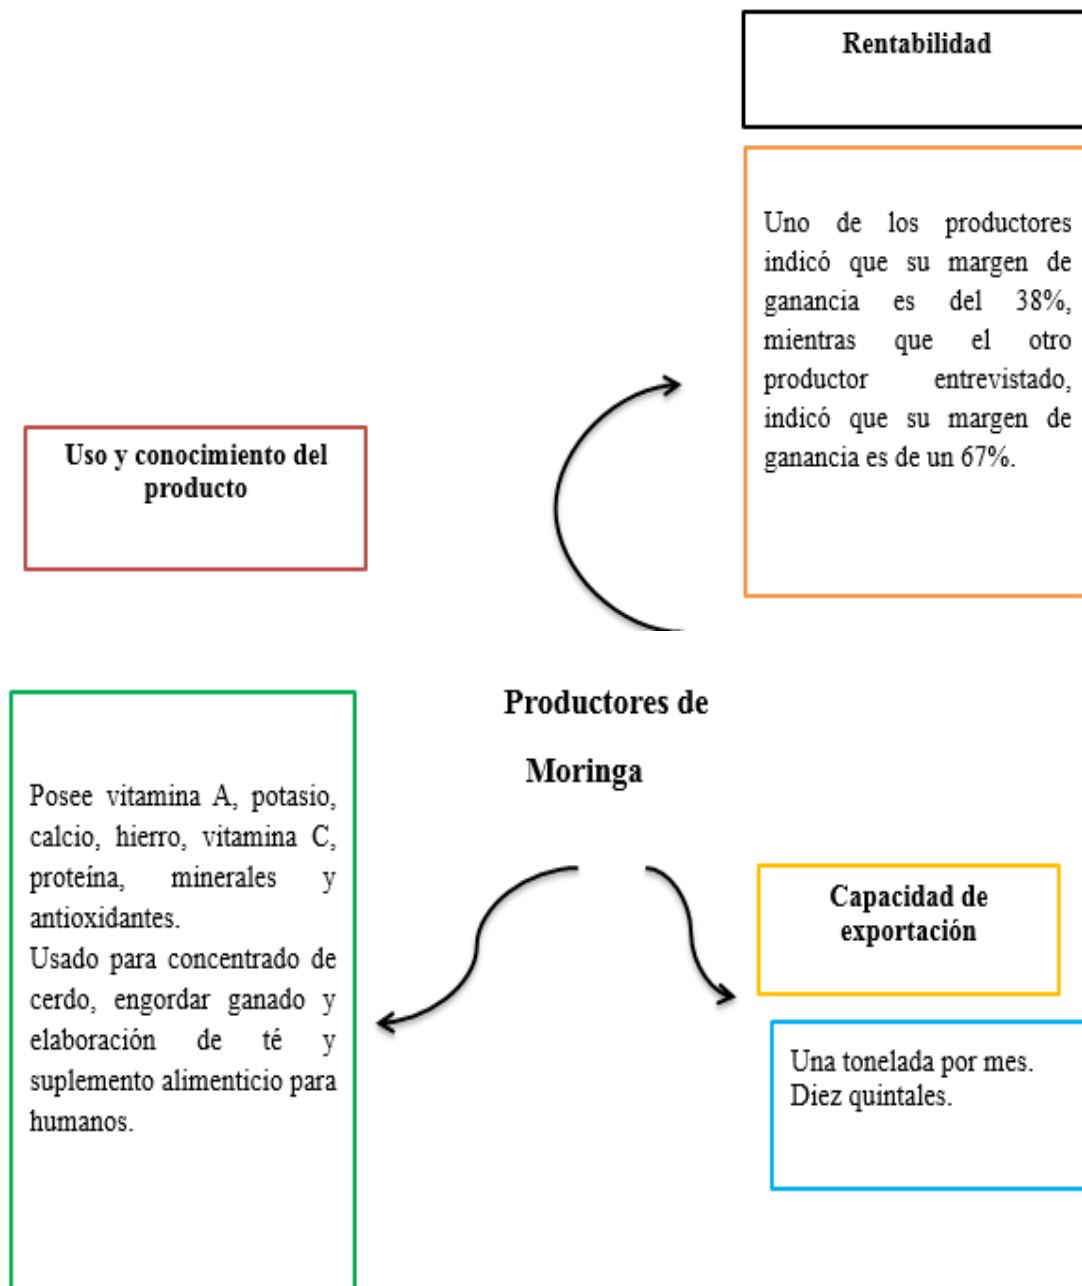 Rentabilidad
Uno de los productores
indicó que su margen de
ganancia es del 38%,
mientras que el otro
productor entrevistado,
indicó que su margen de
ganancia es de un 67%.
Uso y conocimiento del
producto
Productores de
Moringa
Posee vitamina A, potasio,
calcio, hierro, vitamina C,
proteína, minerales y
antioxidantes.
Usado para concentrado de
cerdo, engordar ganado y
elaboración de té y
suplemento alimenticio para
humanos.
Capacidad de
exportación
Una tonelada por mes.
Diez quintales.